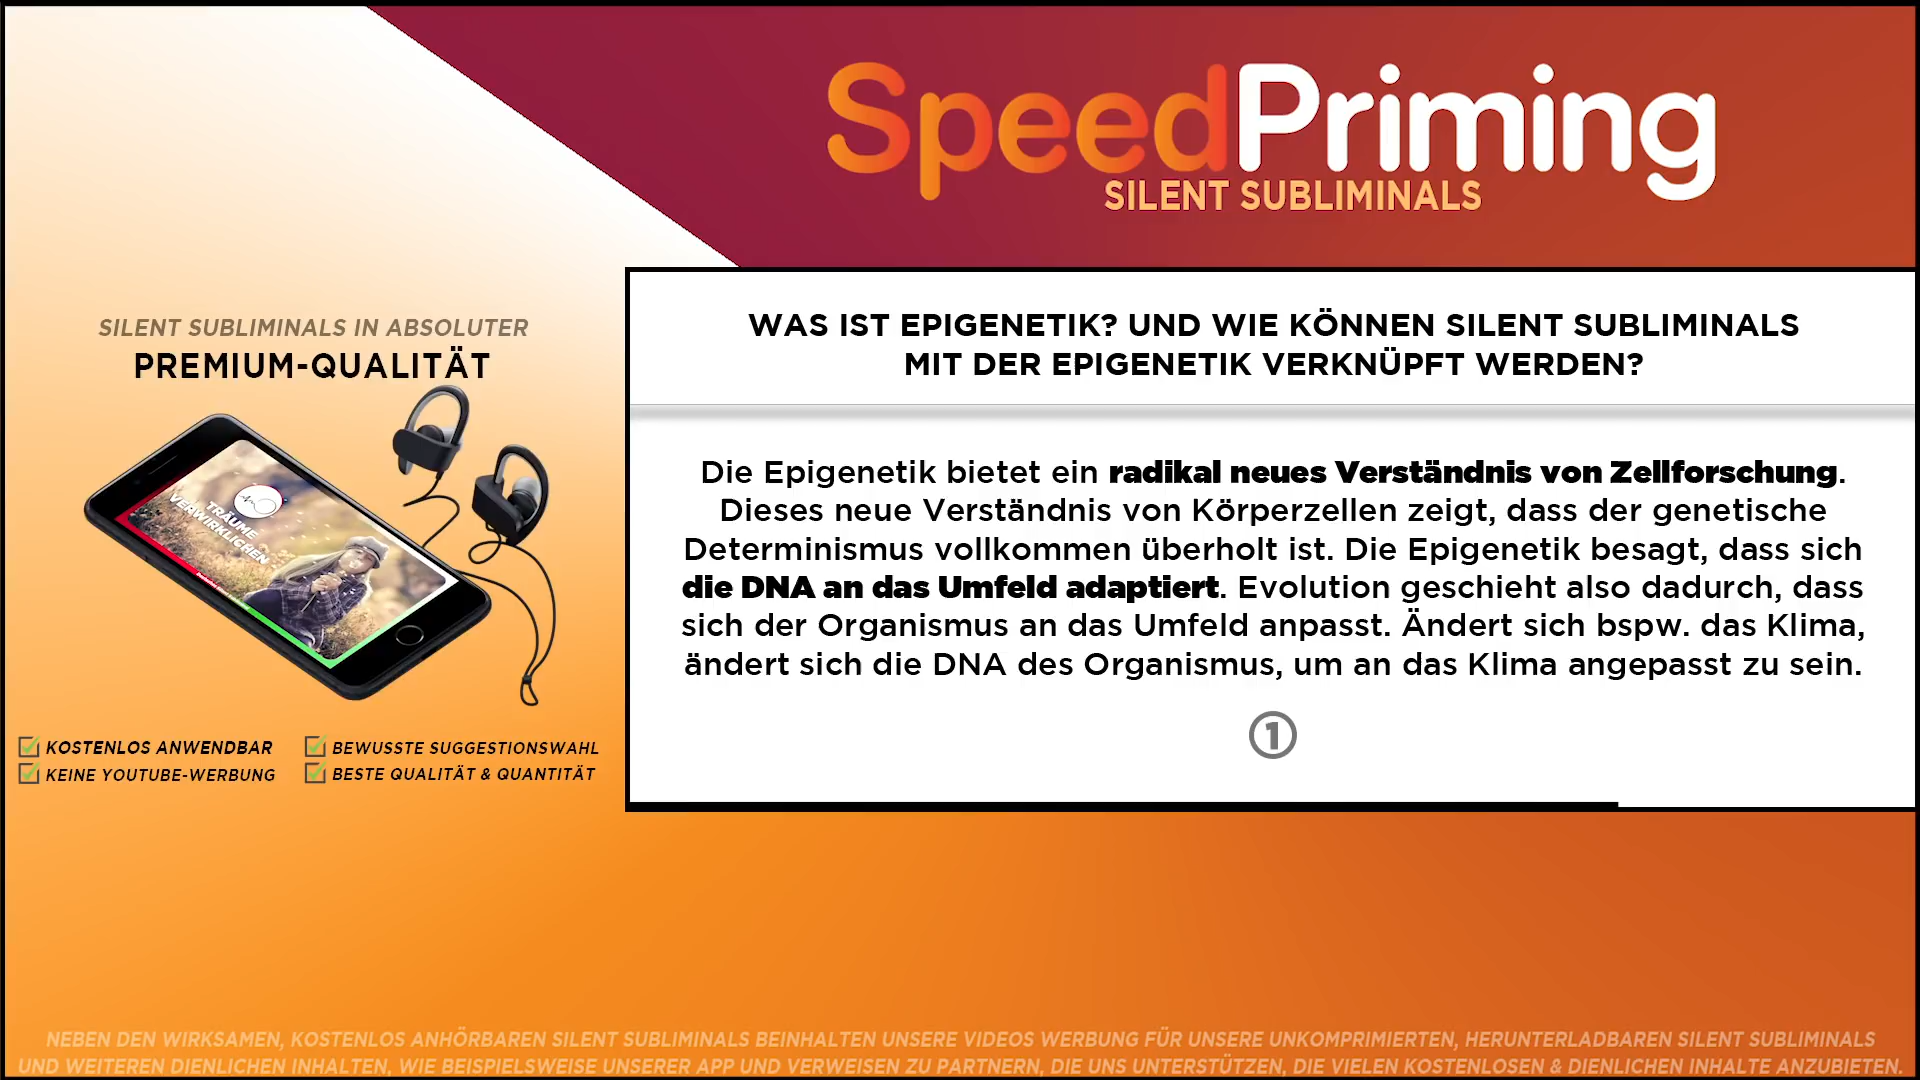 SpeedPriming
SILENT SUBLIMINALS
SILENT SUBLIMINALS IN ABSOLUTER
PREMIUM-QUALITÄT
TRÄUME
VERWIRKLICHEN
KOSTENLOS ANWENDBAR
KEINE YOUTUBE-WERBUNG
BEWUSSTE SUGGESTIONSWAHL
BESTE QUALITÄT & QUANTITÄT
WAS IST EPIGENETIK? UND WIE KÖNNEN SILENT SUBLIMINALS
MIT DER EPIGENETIK VERKNÜPFT WERDEN?
Die Epigenetik bietet ein radikal neues Verständnis von Zellforschung.
Dieses neue Verständnis von Körperzellen zeigt, dass der genetische
Determinismus vollkommen überholt ist. Die Epigenetik besagt, dass sich
die DNA an das Umfeld adaptiert. Evolution geschieht also dadurch, dass
sich der Organismus an das Umfeld anpasst. Ändert sich bspw. das Klima,
ändert sich die DNA des Organismus, um an das Klima angepasst zu sein.
1
NEBEN DEN WIRKSAMEN, KOSTENLOS ANHÖRBAREN SILENT SUBLIMINALS BEINHALTEN UNSERE VIDEOS WERBUNG FÜR UNSERE UNKOMPRIMIERTEN, HERUNTERLADBAREN SILENT SUBLIMINALS
UND WEITEREN DIENLICHEN INHALTEN, WIE BEISPIELSWEISE UNSERER APP UND VERWEISEN ZU PARTNERN, DIE UNS UNTERSTÜTZEN, DIE VIELEN KOSTENLOSEN & DIENLICHEN INHALTE ANZUBIETEN.